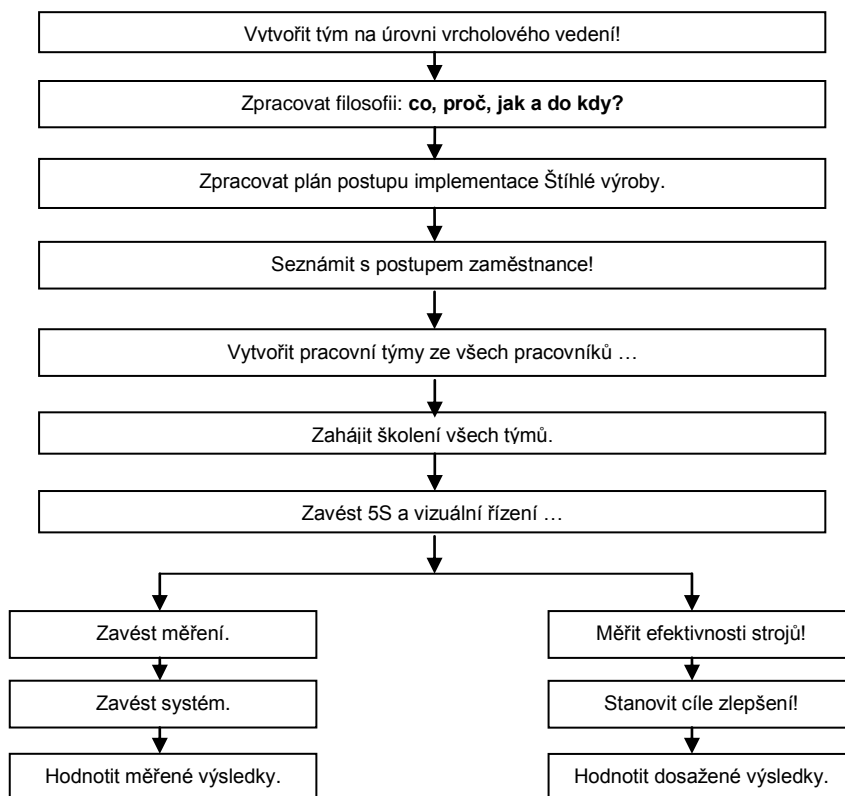 Vytvořit tým na úrovni vrcholového vedení!
Zpracovat filosofii: co, proč, jak a do kdy?
Zpracovat plán postupu implementace Štíhlé výroby.
Seznámit s postupem zaměstnance!
Vytvořit pracovní týmy ze všech pracovníků …
Zahájit školení všech týmů.
Zavést 5S a vizuální řízení …
Zavést měření.
Měřit efektivnosti strojů!
Zavést systém.
Stanovit cíle zlepšení!
Hodnotit měřené výsledky.
Hodnotit dosažené výsledky.